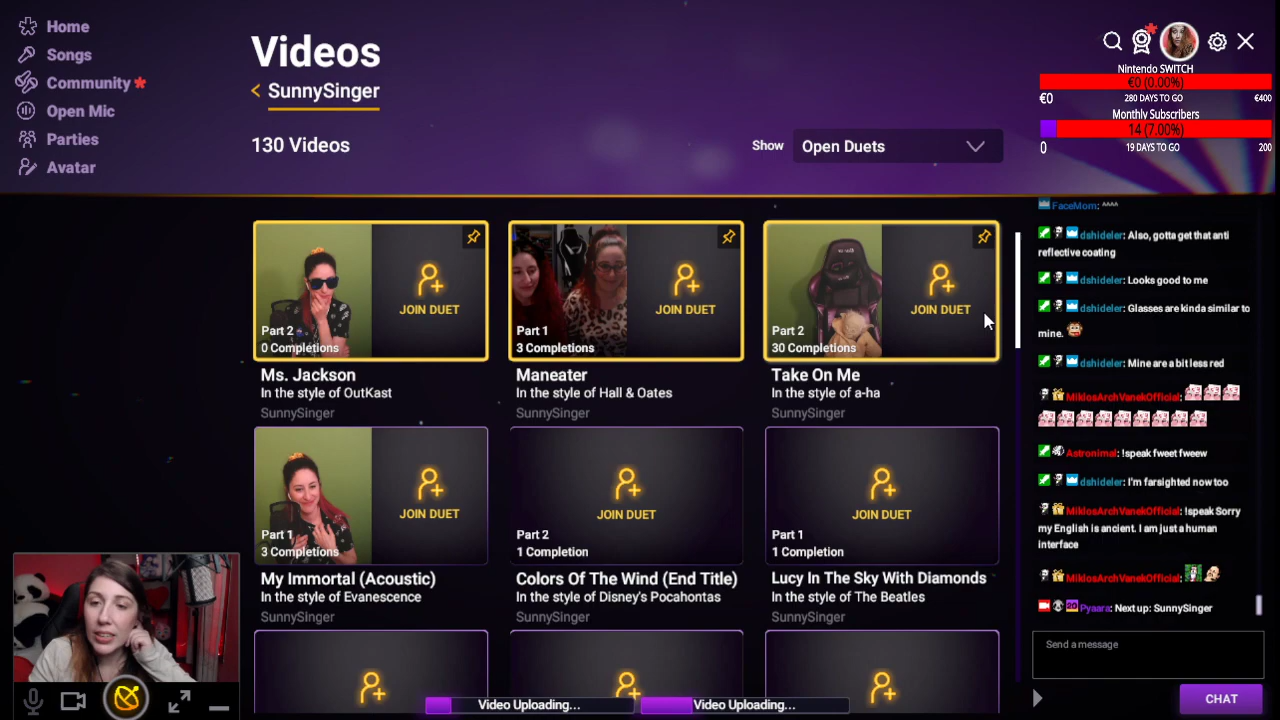 Home
Songs
Community *
Open Mic
Parties
Avatar
Videos
< SunnySinger
130 Videos
Show
Open Duets
Nintendo SWITCH
€0 (0.00%)
€0
280 DAYS TO GO
€400
Monthly Subscribers
14 (7.00%)
0
19 DAYS TO GO
200
JOIN DUET
Part 2
0 Completions
Ms. Jackson
In the style of OutKast
SunnySinger
JOIN DUET
Part 1
3 Completions
Maneater
In the style of Hall & Oates
SunnySinger
JOIN DUET
Part 2
30 Completions
Take On Me
In the style of a-ha
SunnySinger
JOIN DUET
Part 1
3 Completions
My Immortal (Acoustic)
In the style of Evanescence
SunnySinger
JOIN DUET
Part 2
1 Completion
Colors Of The Wind (End Title)
In the style of Disney's Pocahontas
SunnySinger
JOIN DUET
Part 1
1 Completion
Lucy In The Sky With Diamonds
In the style of The Beatles
SunnySinger
Video Uploading...
Video Uploading...
FaceMom: ^^^^
dshideler: Also, gotta get that anti
reflective coating
dshideler: Looks good to me
dshideler: Glasses are kinda similar to
mine.
dshideler: Mine are a bit less red
MiklosArchVanekOfficial:
Astronimal: !speak fweet fweew
dshideler: I'm farsighted now too
MiklosArchVanekOfficial: !speak Sorry
my English is ancient. I am just a human
interface
MiklosArchVanekOfficial:
20 Pyaara: Next up: SunnySinger
Send a message
CHAT